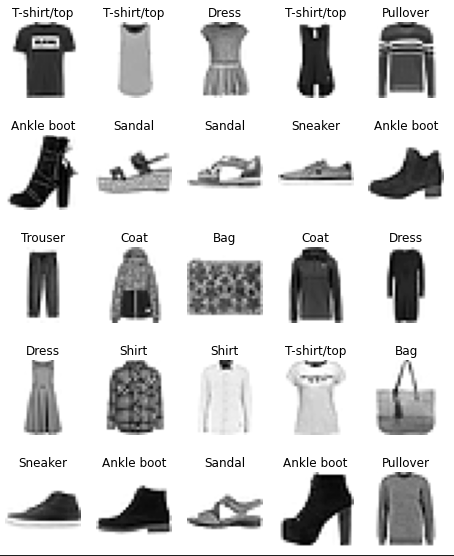 T-shirt/top T-shirt/top Dress T-shirt/top Pullover
Ankle boot Sandal Sandal Sneaker Ankle boot
Trouser Coat Bag Coat Dress
Dress Shirt Shirt T-shirt/top Bag
Sneaker Ankle boot Sandal Ankle boot Pullover